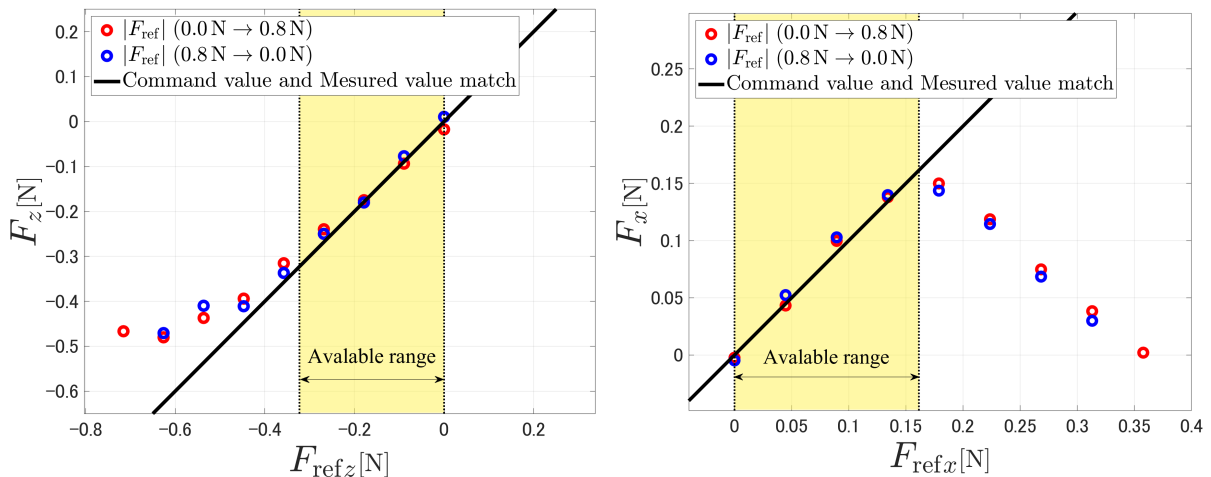 |F_ref| (0.0 N → 0.8 N)
|F_ref| (0.8 N → 0.0 N)
Command value and Mesured value match
0.2
0.1
0
−0.1
−0.2
−0.3
−0.4
−0.5
−0.6
F_z[N]
Avalable range
−0.8 −0.6 −0.4 −0.2 0 0.2
F_ref z[N]
|F_ref| (0.0 N → 0.8 N)
|F_ref| (0.8 N → 0.0 N)
Command value and Mesured value match
0.25
0.2
0.15
0.1
0.05
0
F_x[N]
Avalable range
0 0.05 0.1 0.15 0.2 0.25 0.3 0.35 0.4
F_ref x[N]